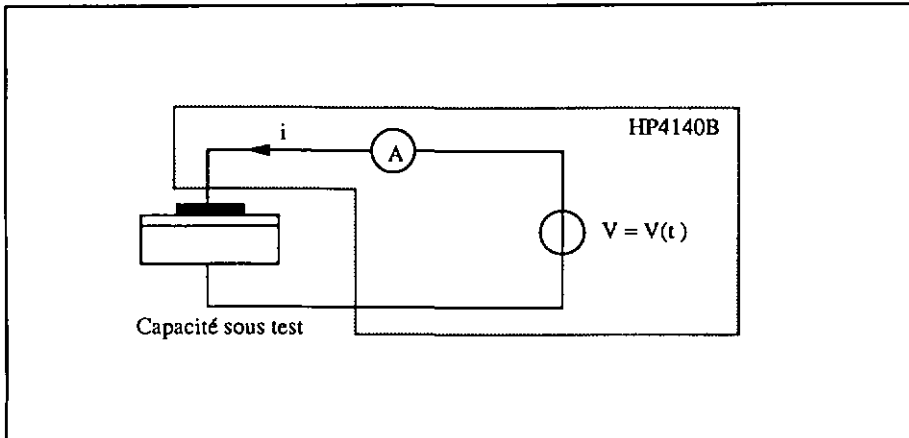 HP4140B
i
A
V = V(t )
Capacité sous test